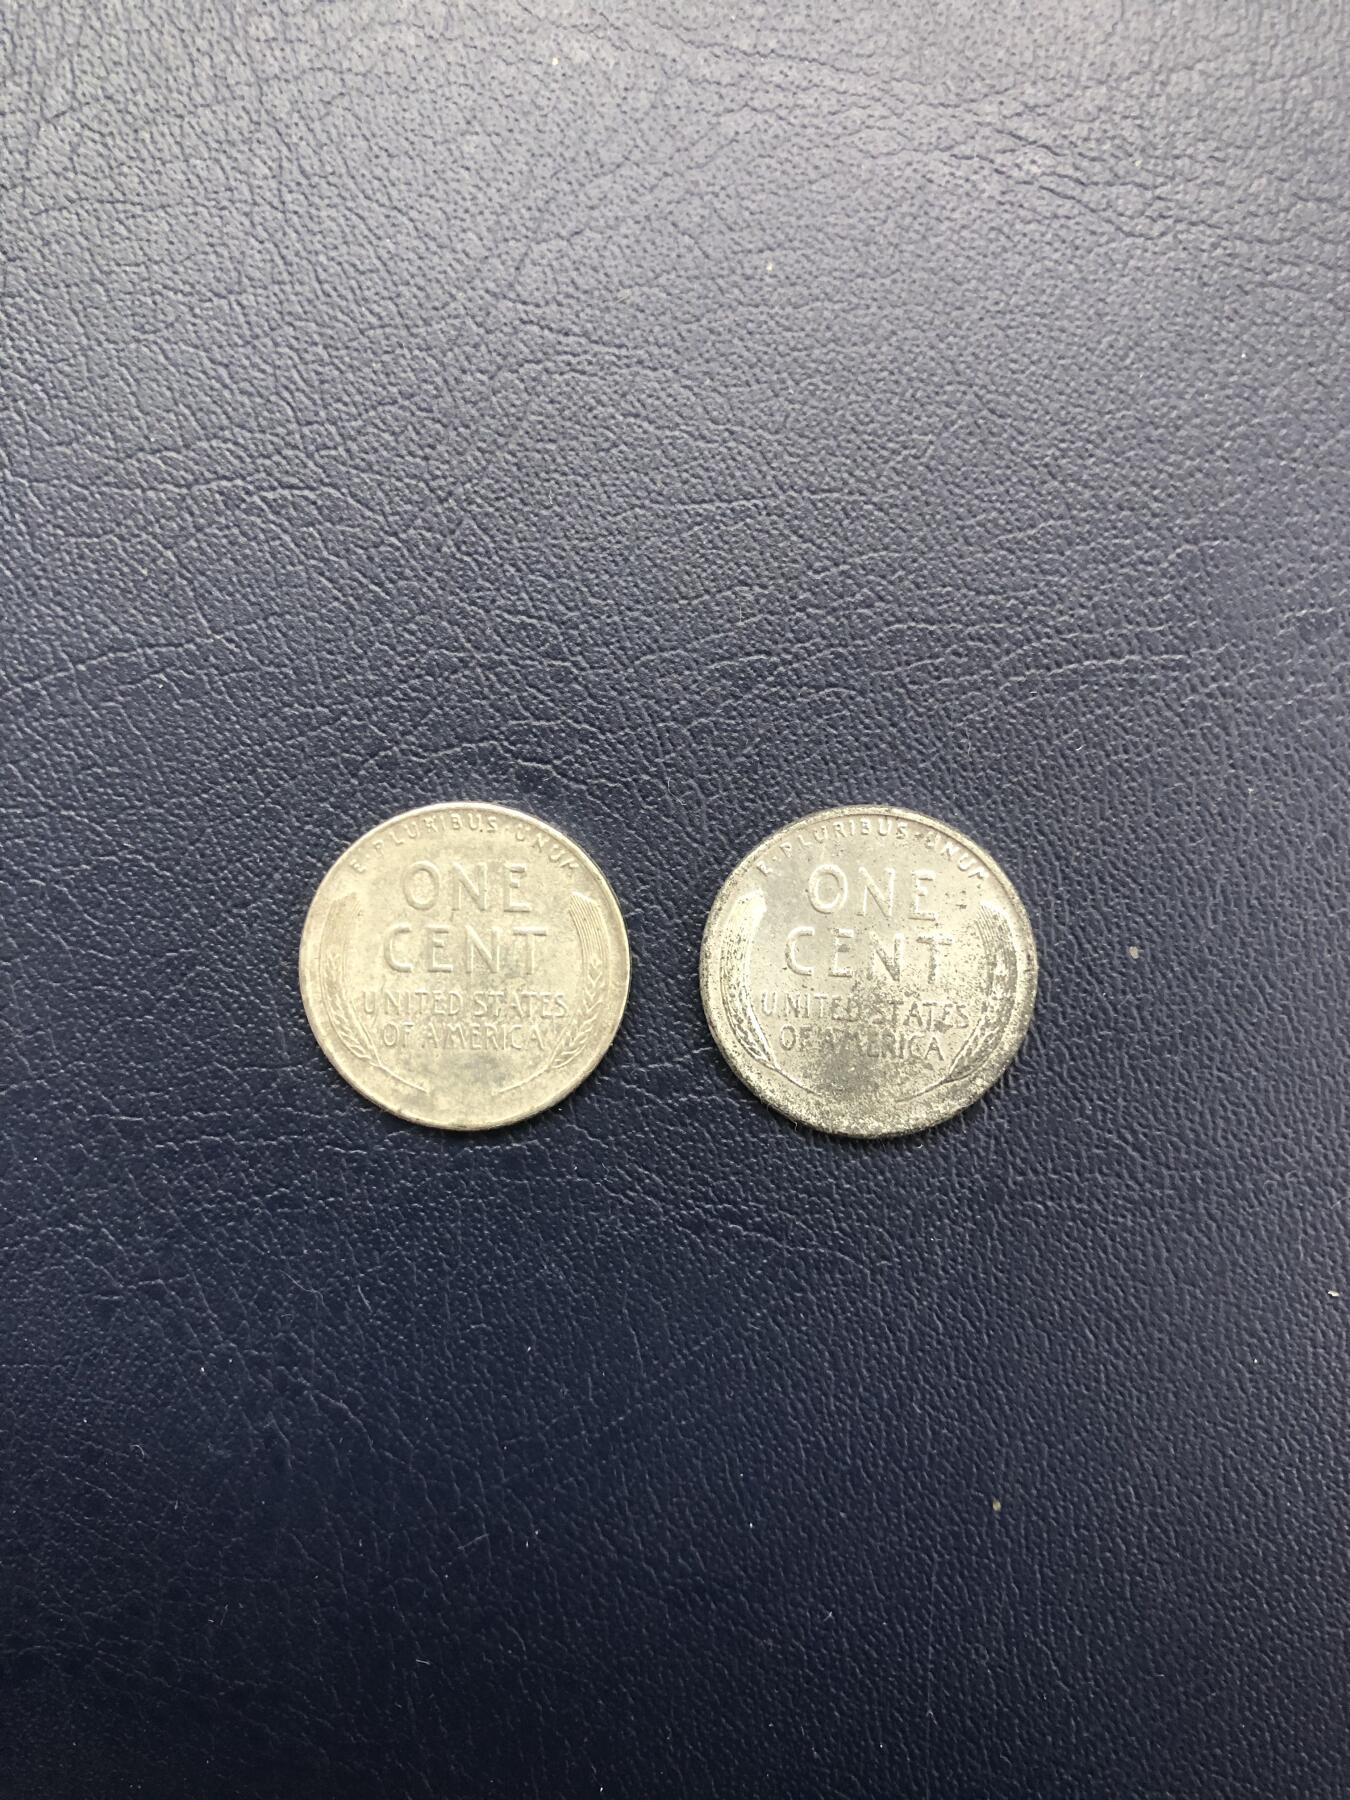 E · PLURIBUS · UNUM
ONE
CENT
UNITED STATES
OF AMERICA
E · PLURIBUS · UNUM
ONE
CENT
UNITED STATES
OF AMERICA